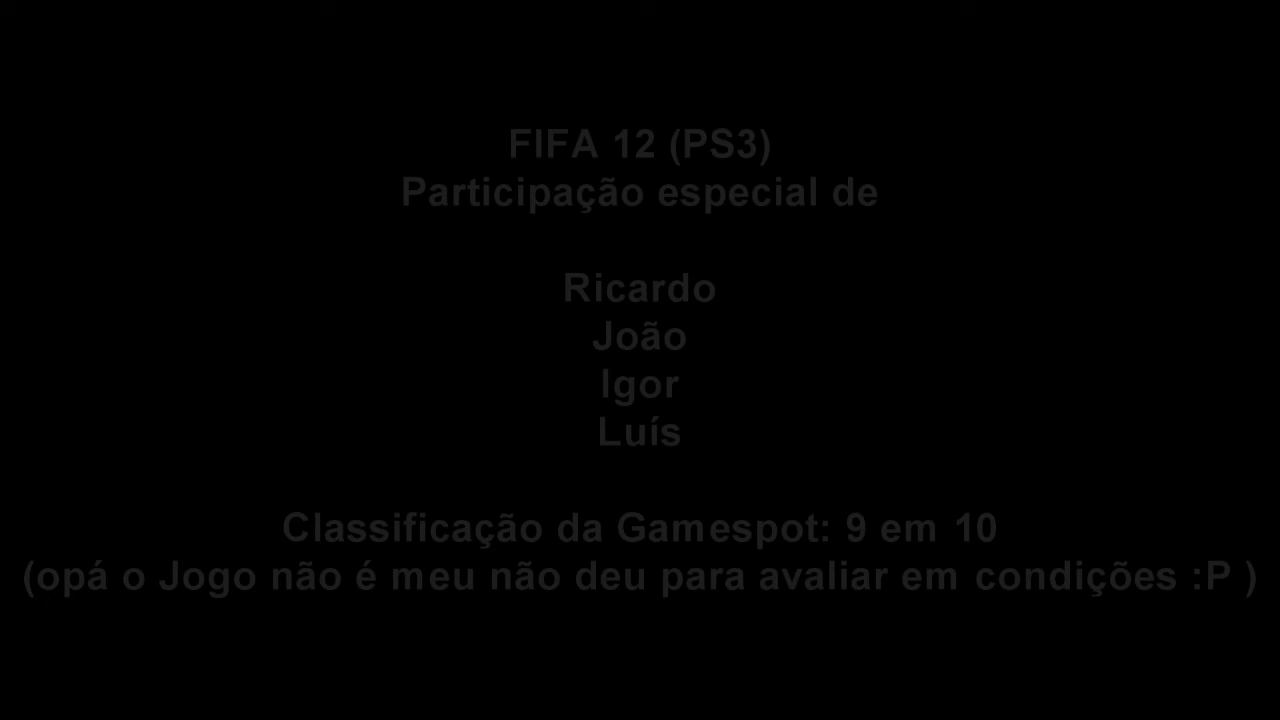 FIFA 12 (PS3)
Participação especial de
Ricardo
João
Igor
Luís
Classificação da Gamespot: 9 em 10
(opá o Jogo não é meu não deu para avaliar em condições :P )